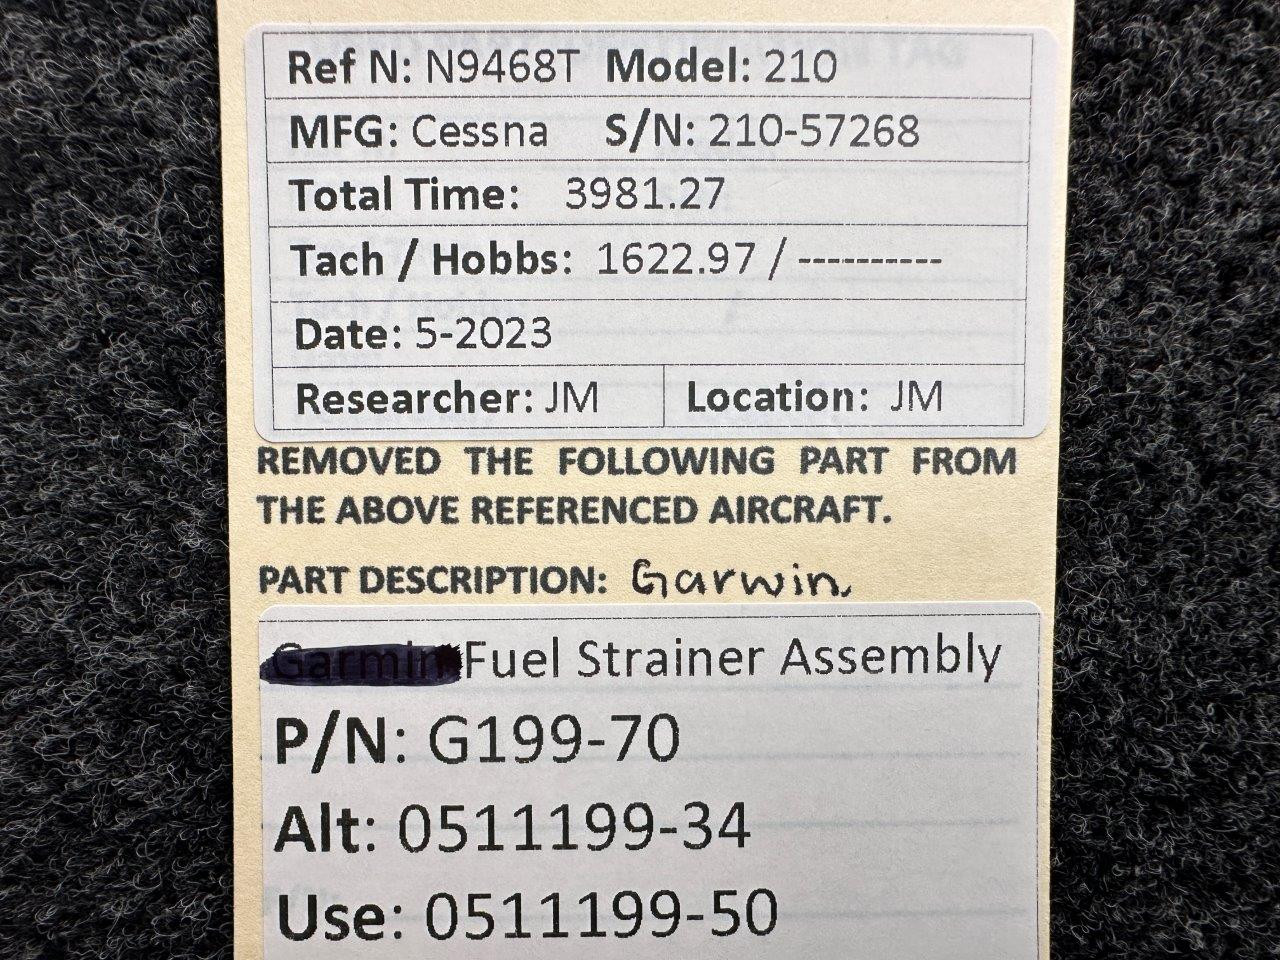 Ref N: N9468T Model: 210
MFG: Cessna S/N: 210-57268
Total Time: 3981.27
Tach / Hobbs: 1622.97 / ----------
Date: 5-2023
Researcher: JM Location: JM
REMOVED THE FOLLOWING PART FROM
THE ABOVE REFERENCED AIRCRAFT.
PART DESCRIPTION: Garwin
Garmin Fuel Strainer Assembly
P/N: G199-70
Alt: 0511199-34
Use: 0511199-50